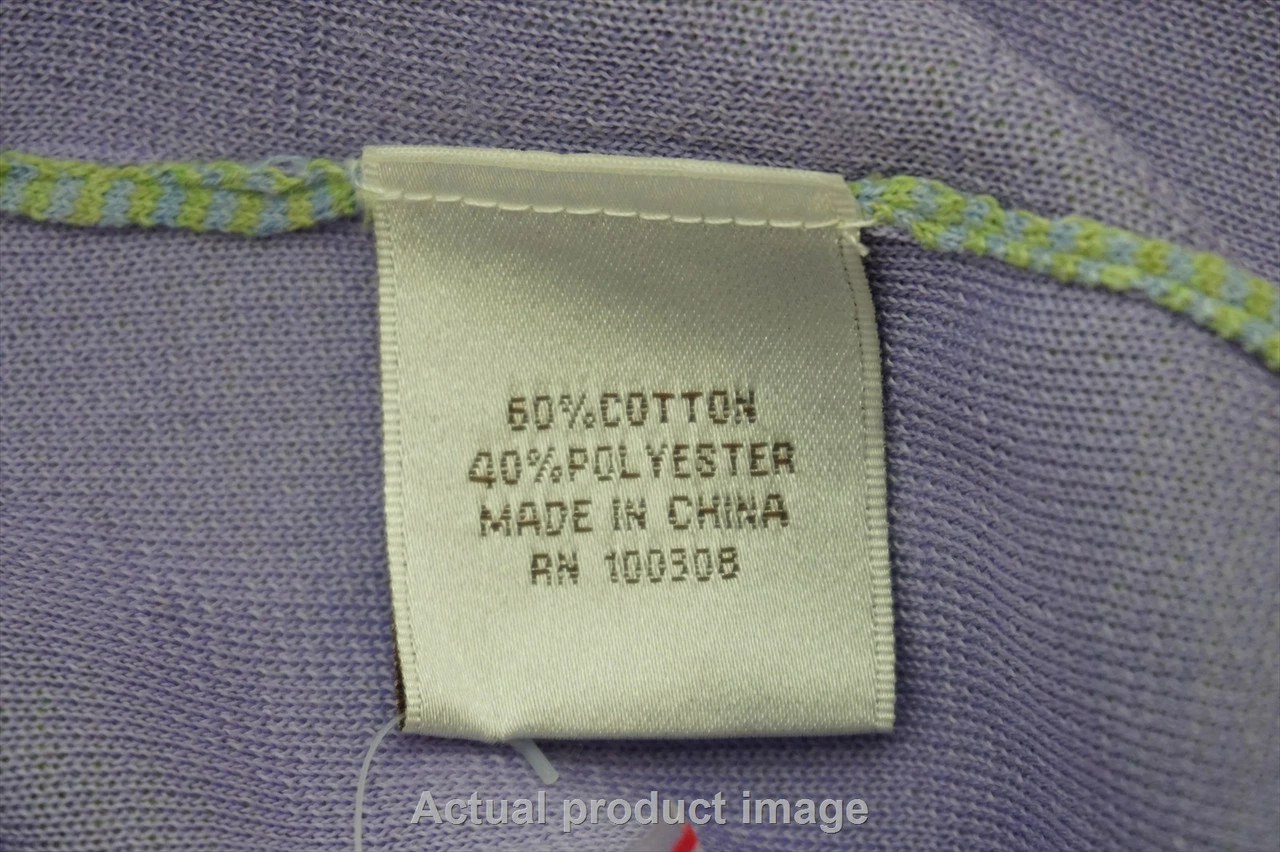 60%COTTON
40%POLYESTER
MADE IN CHINA
RN 100308
Actual product image